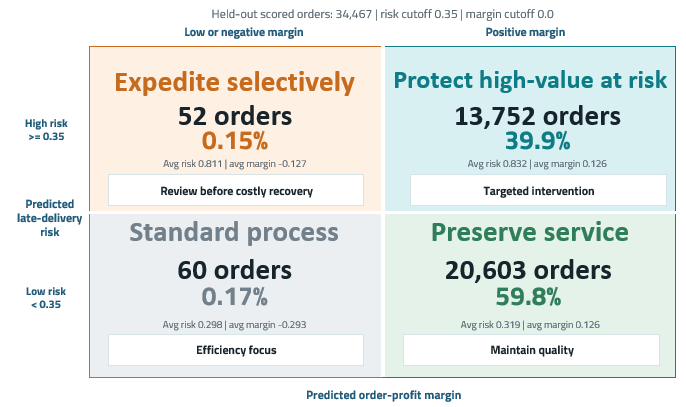 Held-out scored orders: 34,467 | risk cutoff 0.35 | margin cutoff 0.0
Low or negative margin
Positive margin
High risk
>= 0.35
Expedite selectively
52 orders
0.15%
Avg risk 0.811 | avg margin -0.127
Review before costly recovery
Protect high-value at risk
13,752 orders
39.9%
Avg risk 0.832 | avg margin 0.126
Targeted intervention
Predicted
late-delivery
risk
Low risk
< 0.35
Standard process
60 orders
0.17%
Avg risk 0.298 | avg margin -0.293
Efficiency focus
Preserve service
20,603 orders
59.8%
Avg risk 0.319 | avg margin 0.126
Maintain quality
Predicted order-profit margin